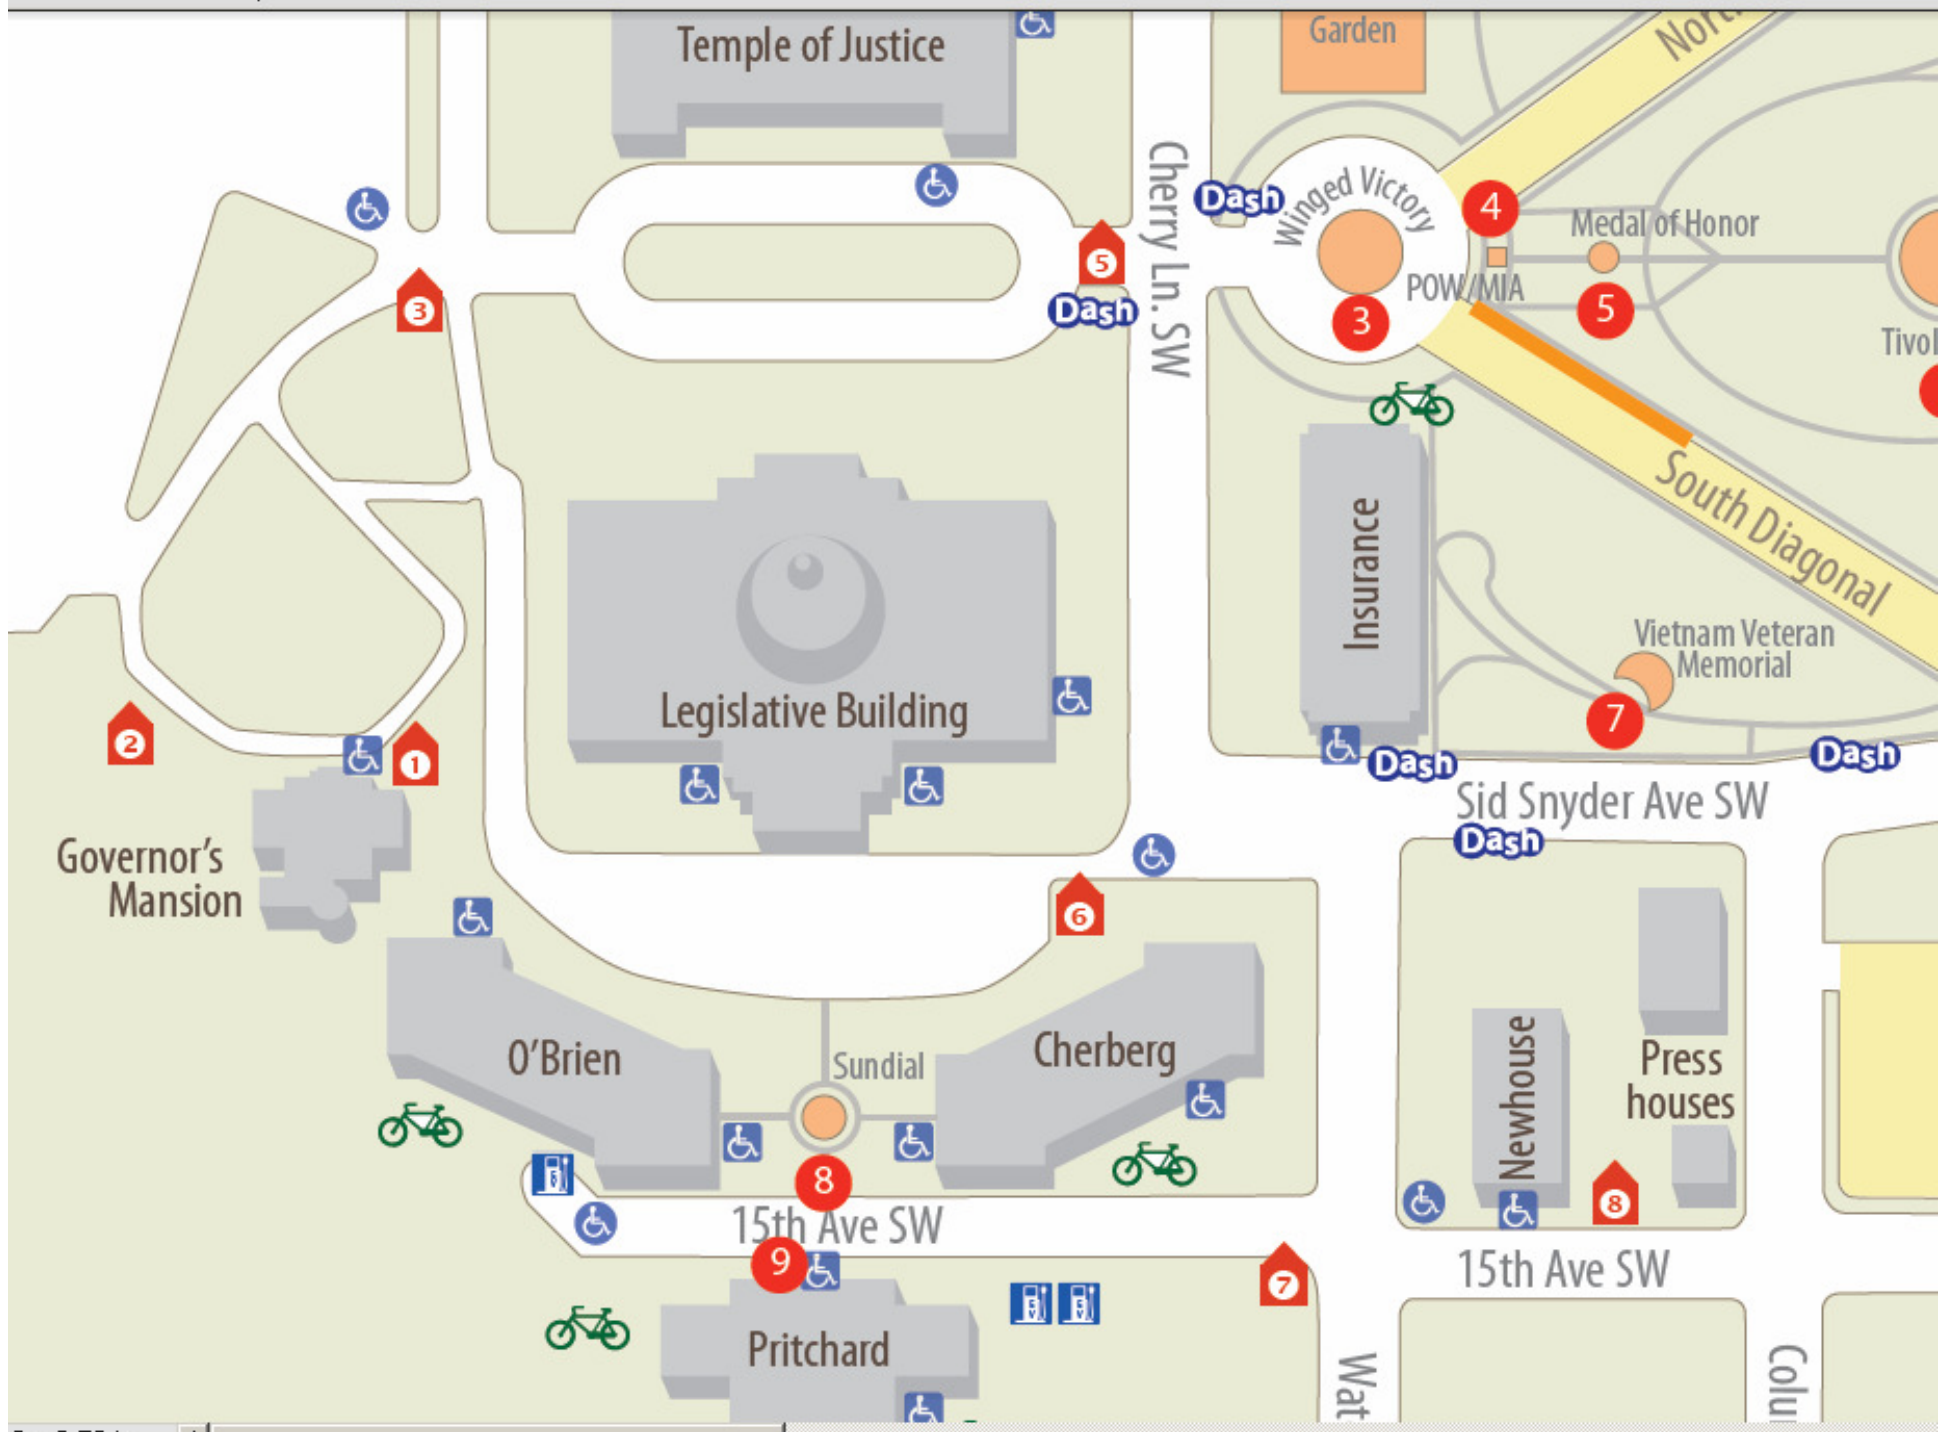 Temple of Justice
Garden
Cherry Ln. SW
Dash
Winged Victory
4
Medal of Honor
3
5
Dash
POW/MIA
3
5
South Diagonal
Insurance
Legislative Building
Vietnam Veteran
Memorial
7
2
1
Dash
Dash
Sid Snyder Ave SW
Dash
Governor's
Mansion
6
O'Brien
Sundial
Cherberg
Newhouse
Press
houses
8
8
15th Ave SW
15th Ave SW
9
7
Pritchard